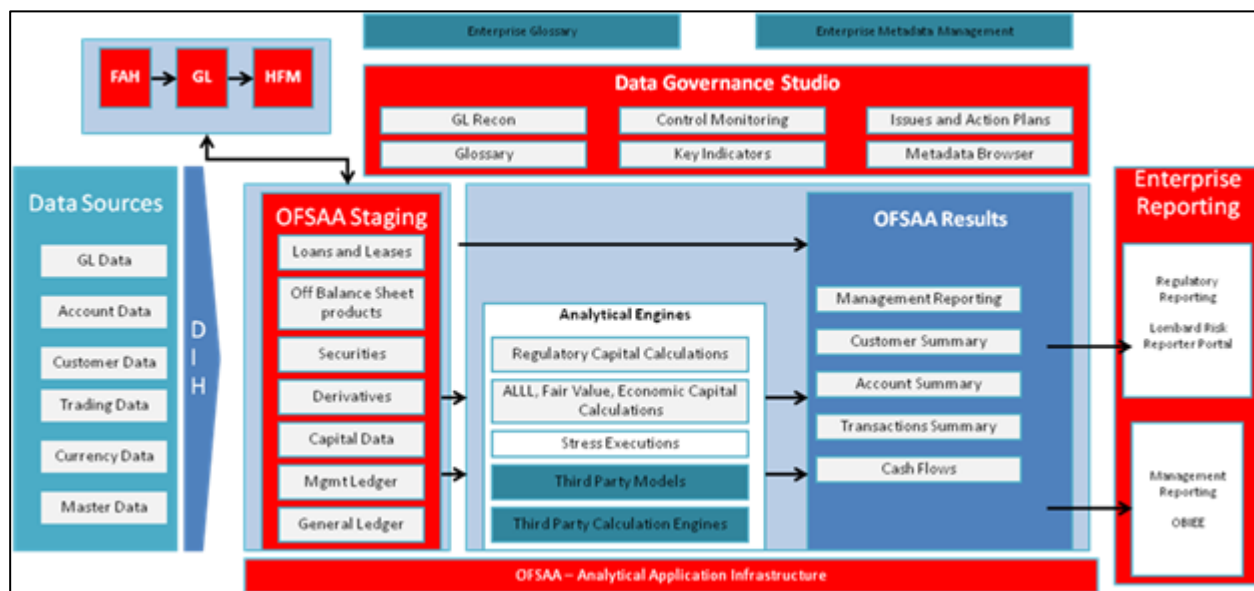 Enterprise Glossary
Enterprise Metadata Management
FAH
GL
HFM
Data Governance Studio
GL Recon
Control Monitoring
Issues and Action Plans
Glossary
Key Indicators
Metadata Browser
Data Sources
GL Data
Account Data
Customer Data
Trading Data
Currency Data
Master Data
D
I
H
OFSAA Staging
Loans and Leases
Off Balance Sheet
products
Securities
Derivatives
Capital Data
Mgmt Ledger
General Ledger
Analytical Engines
Regulatory Capital Calculations
ALLL, Fair Value, Economic Capital
Calculations
Stress Executions
Third Party Models
Third Party Calculation Engines
OFSAA Results
Management Reporting
Customer Summary
Account Summary
Transactions Summary
Cash Flows
Enterprise
Reporting
Regulatory
Reporting
Lombard Risk
Reporter Portal
Management
Reporting
OBIEE
OFSAA – Analytical Application Infrastructure